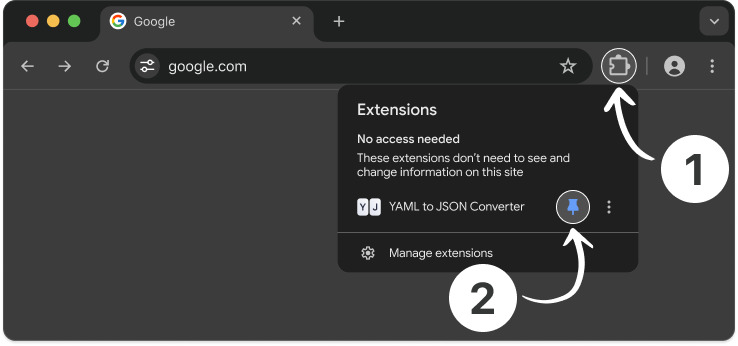 Google
google.com
Extensions
No access needed
These extensions don't need to see and
change information on this site
Y J YAML to JSON Converter
Manage extensions
1
2